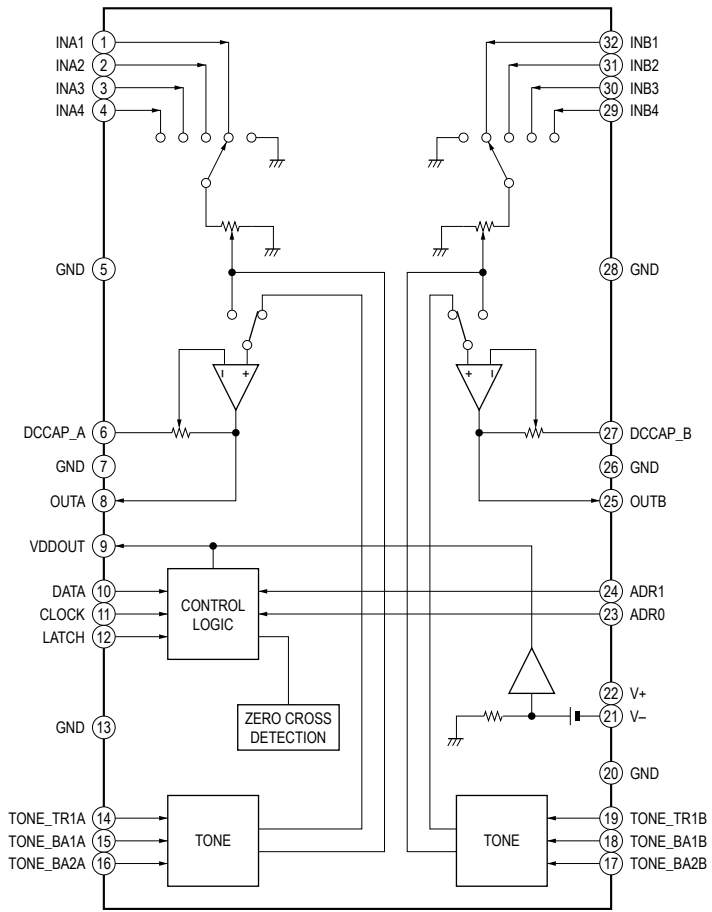 INA1 1
INA2 2
INA3 3
INA4 4
32 INB1
31 INB2
30 INB3
29 INB4
GND 5
28 GND
– +
+ –
DCCAP_A 6
27 DCCAP_B
GND 7
26 GND
OUTA 8
25 OUTB
VDDOUT 9
DATA 10
CLOCK 11
LATCH 12
CONTROL
LOGIC
24 ADR1
23 ADR0
22 V+
21 V–
ZERO CROSS
DETECTION
GND 13
20 GND
TONE_TR1A 14
TONE_BA1A 15
TONE_BA2A 16
TONE
TONE
19 TONE_TR1B
18 TONE_BA1B
17 TONE_BA2B